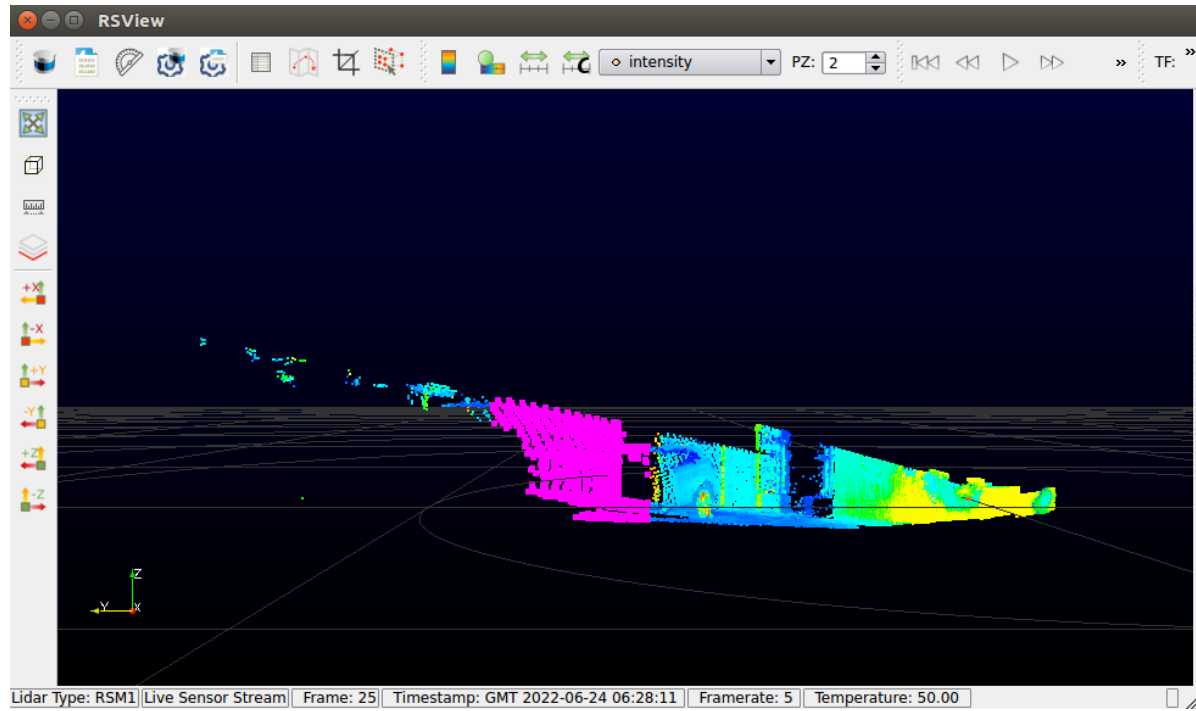 RSView
intensity
PZ: 2
» TF: »
+X
-X
+Y
-Y
+Z
-Z
Z
Y X
Lidar Type: RSM1 Live Sensor Stream Frame: 25 Timestamp: GMT 2022-06-24 06:28:11 Framerate: 5 Temperature: 50.00